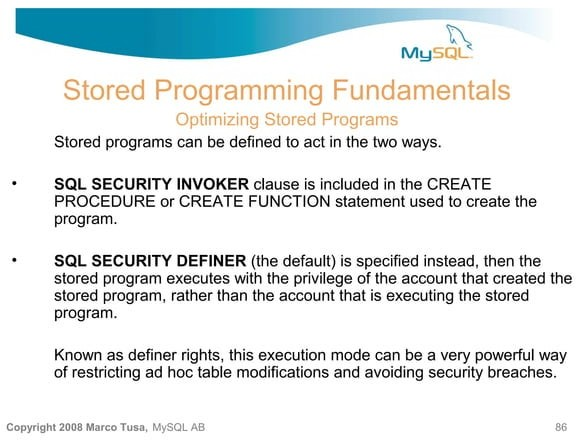 MySQL
Stored Programming Fundamentals
Optimizing Stored Programs
Stored programs can be defined to act in the two ways.
• SQL SECURITY INVOKER clause is included in the CREATE
PROCEDURE or CREATE FUNCTION statement used to create the
program.
• SQL SECURITY DEFINER (the default) is specified instead, then the
stored program executes with the privilege of the account that created the
stored program, rather than the account that is executing the stored
program.
Known as definer rights, this execution mode can be a very powerful way
of restricting ad hoc table modifications and avoiding security breaches.
Copyright 2008 Marco Tusa, MySQL AB 86